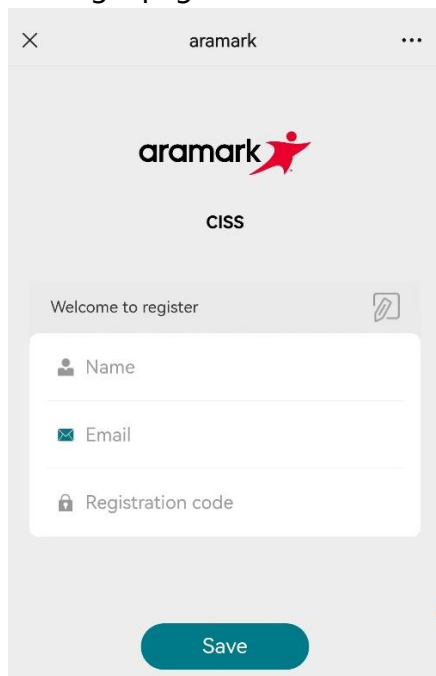 aramark
aramark
CISS
Welcome to register
Name
Email
Registration code
Save